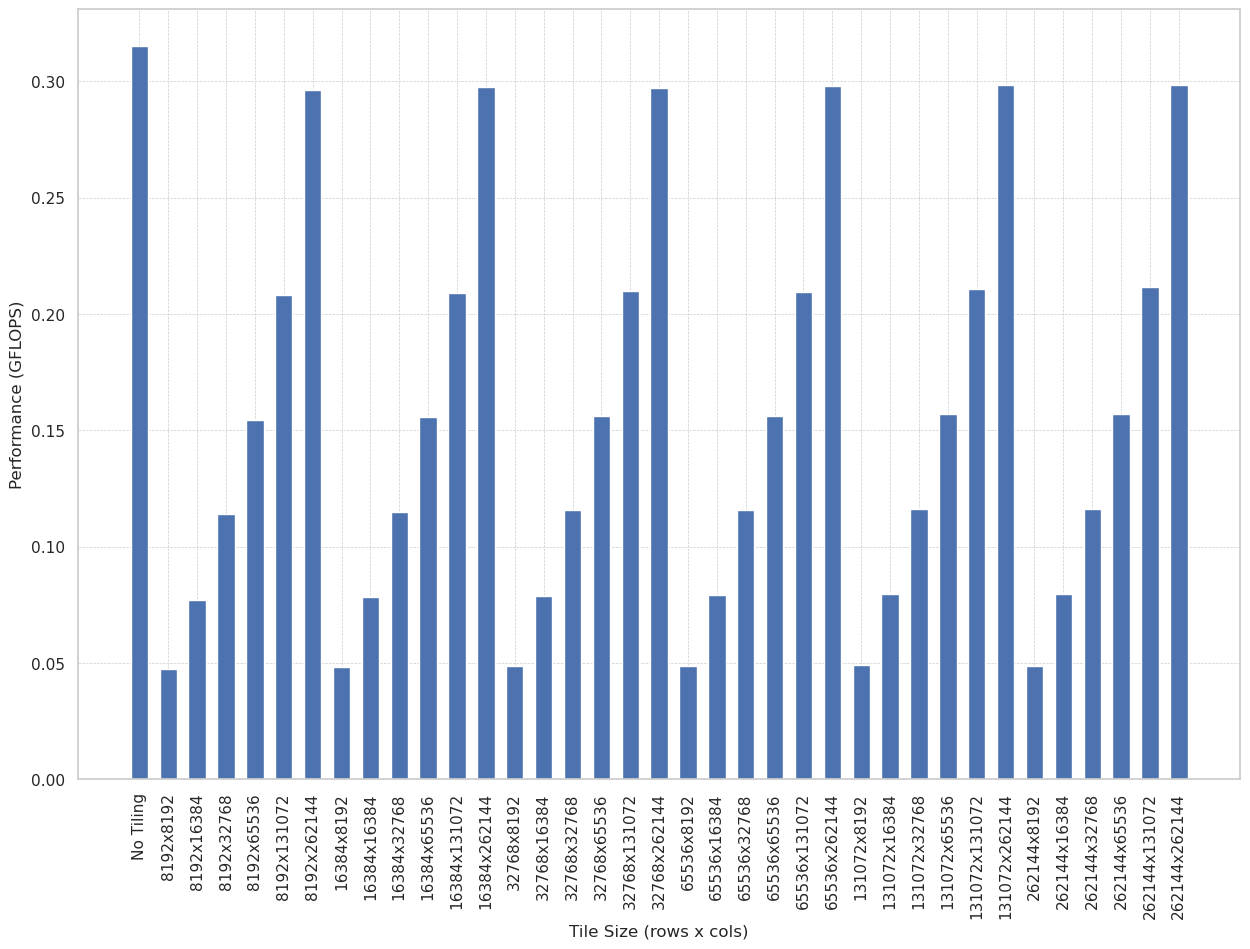 Performance (GFLOPS)
0.30
0.25
0.20
0.15
0.10
0.05
0.00
No Tiling
8192x8192
8192x16384
8192x32768
8192x65536
8192x131072
8192x262144
16384x8192
16384x16384
16384x32768
16384x65536
16384x131072
16384x262144
32768x8192
32768x16384
32768x32768
32768x65536
32768x131072
32768x262144
65536x8192
65536x16384
65536x32768
65536x65536
65536x131072
65536x262144
131072x8192
131072x16384
131072x32768
131072x65536
131072x131072
131072x262144
262144x8192
262144x16384
262144x32768
262144x65536
262144x131072
262144x262144
Tile Size (rows x cols)